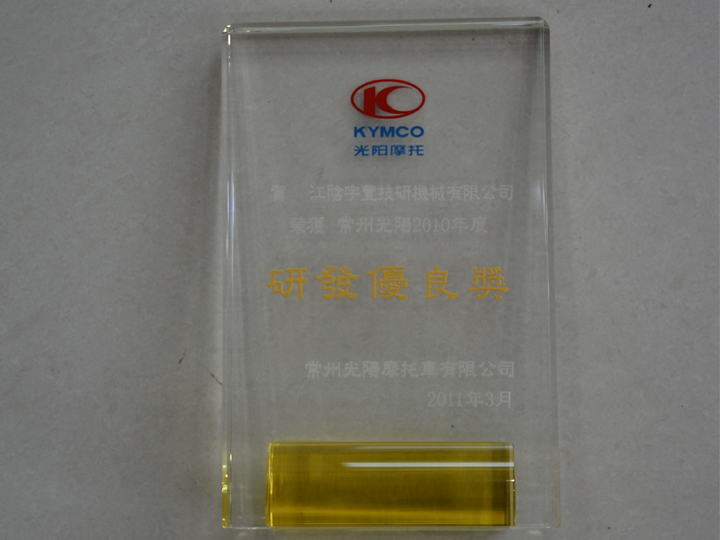 KYMCO
光阳摩托
江陰宇豐技研機械有限公司
榮獲 常州光陽2010年度
研發優良獎
常州光陽摩托車有限公司
2011年3月